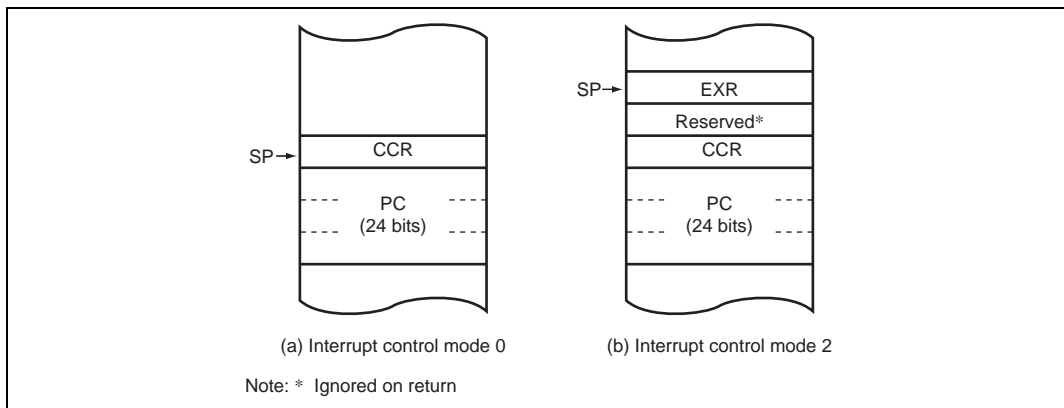 SP
CCR
PC
(24 bits)
(a) Interrupt control mode 0
SP
EXR
Reserved*
CCR
PC
(24 bits)
(b) Interrupt control mode 2
Note: * Ignored on return